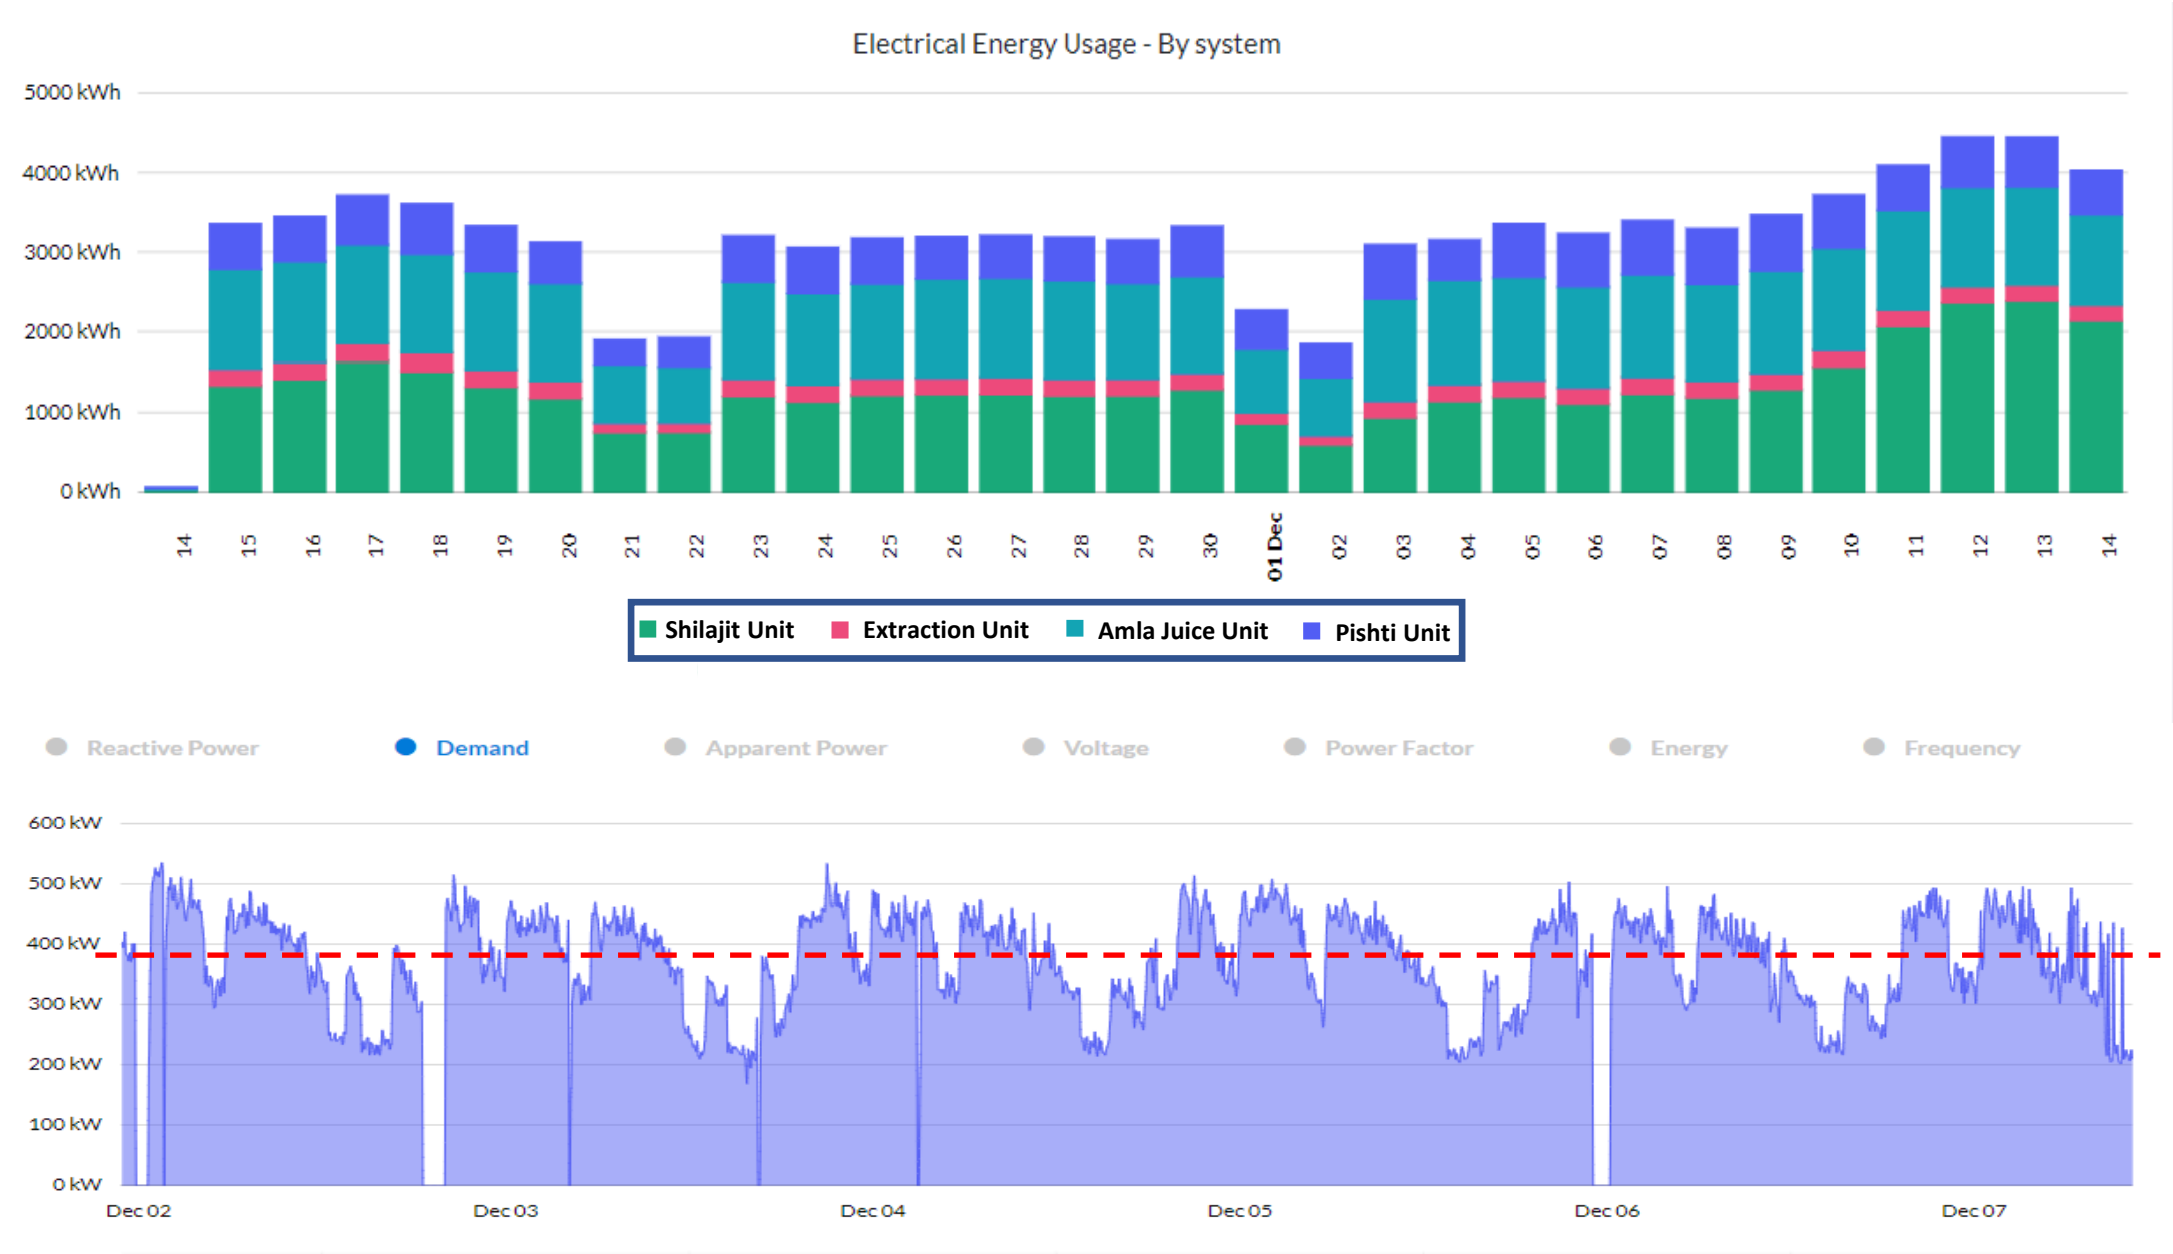 Electrical Energy Usage - By system
5000 kWh
4000 kWh
3000 kWh
2000 kWh
1000 kWh
0 kWh
14 15 16 17 18 19 20 21 22 23 24 25 26 27 28 29 30 01 Dec 02 03 04 05 06 07 08 09 10 11 12 13 14
Shilajit Unit Extraction Unit Amla Juice Unit Pishti Unit
Reactive Power Demand Apparent Power Voltage Power Factor Energy Frequency
600 kW
500 kW
400 kW
300 kW
200 kW
100 kW
0 kW
Dec 02 Dec 03 Dec 04 Dec 05 Dec 06 Dec 07